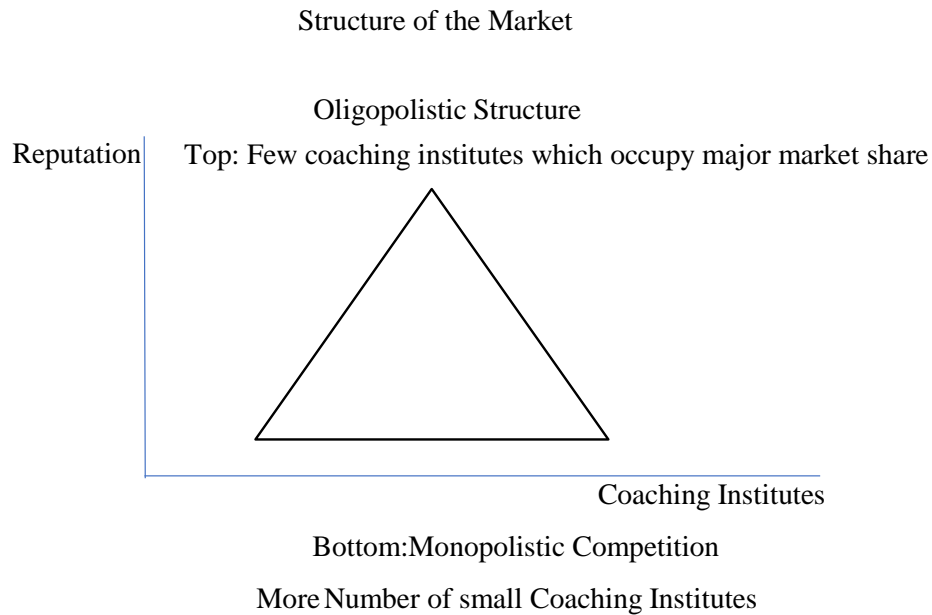 Structure of the Market
Oligopolistic Structure
Reputation
Top: Few coaching institutes which occupy major market share
Coaching Institutes
Bottom:Monopolistic Competition
More Number of small Coaching Institutes